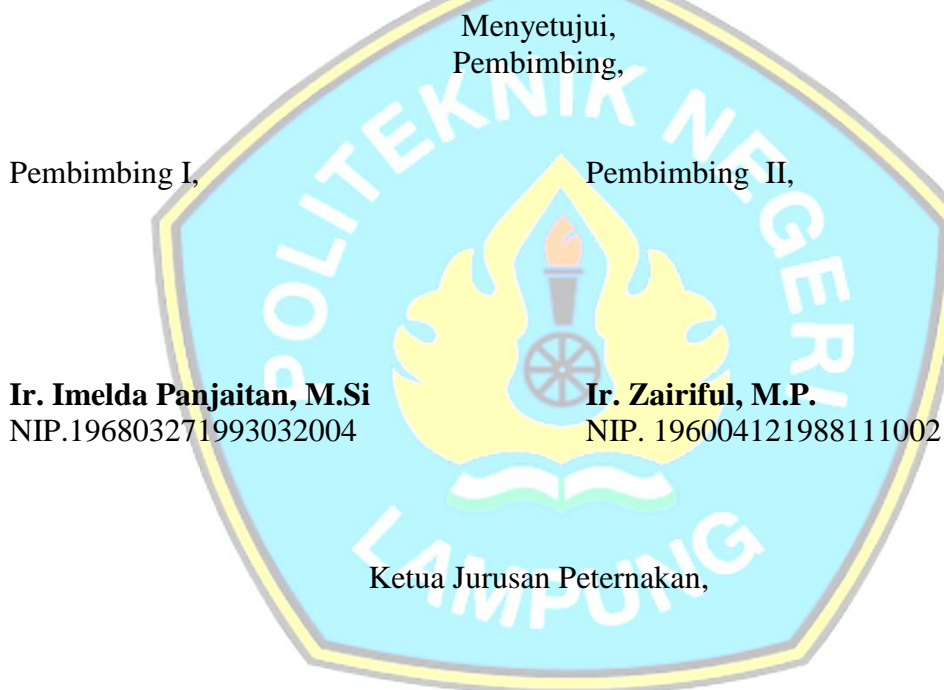 Menyetujui,
Pembimbing,
POLITEKNIK NEGERI
Pembimbing I, Pembimbing II,
Ir. Imelda Panjaitan, M.Si Ir. Zairiful, M.P.
NIP.196803271993032004 NIP. 196004121988111002
LAMPUNG
Ketua Jurusan Peternakan,